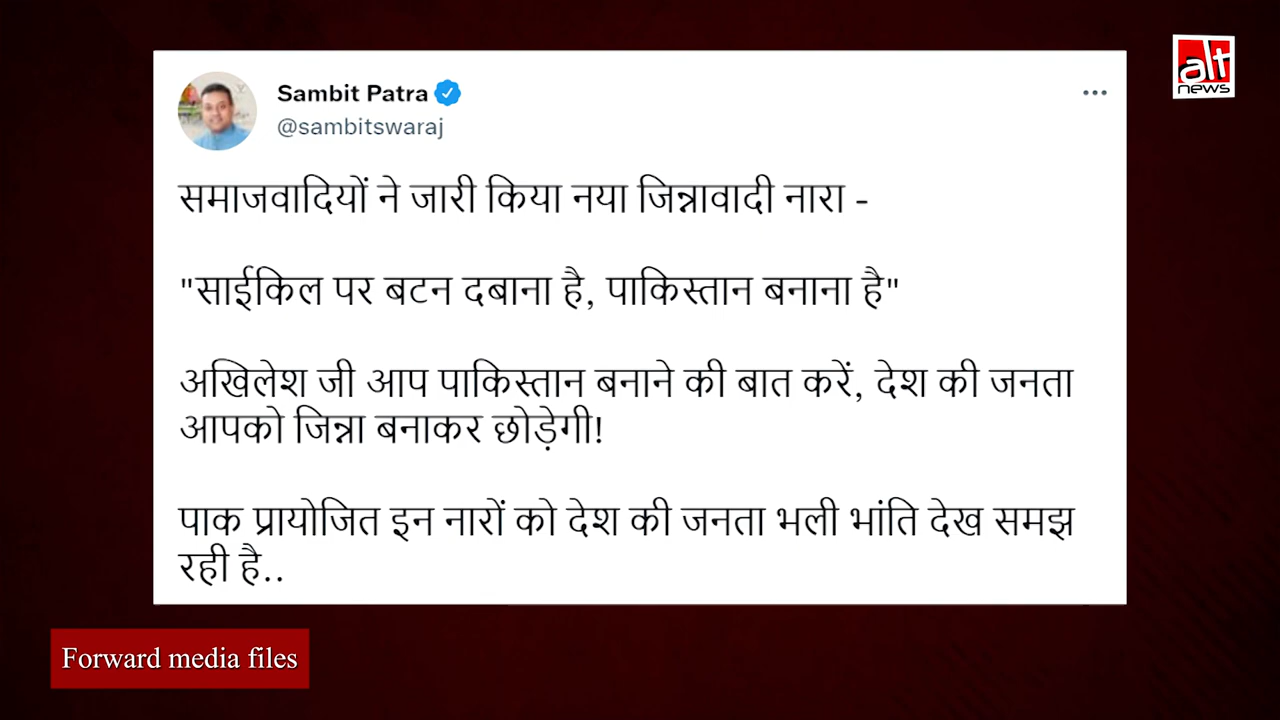 Sambit Patra
@sambitswaraj
alt
news
समाजवादियों ने जारी किया नया जिन्नावादी नारा -
"साईकिल पर बटन दबाना है, पाकिस्तान बनाना है"
अखिलेश जी आप पाकिस्तान बनाने की बात करें, देश की जनता
आपको जिन्ना बनाकर छोड़ेगी!
पाक प्रायोजित इन नारों को देश की जनता भली भांति देख समझ
रही है..
Forward media files